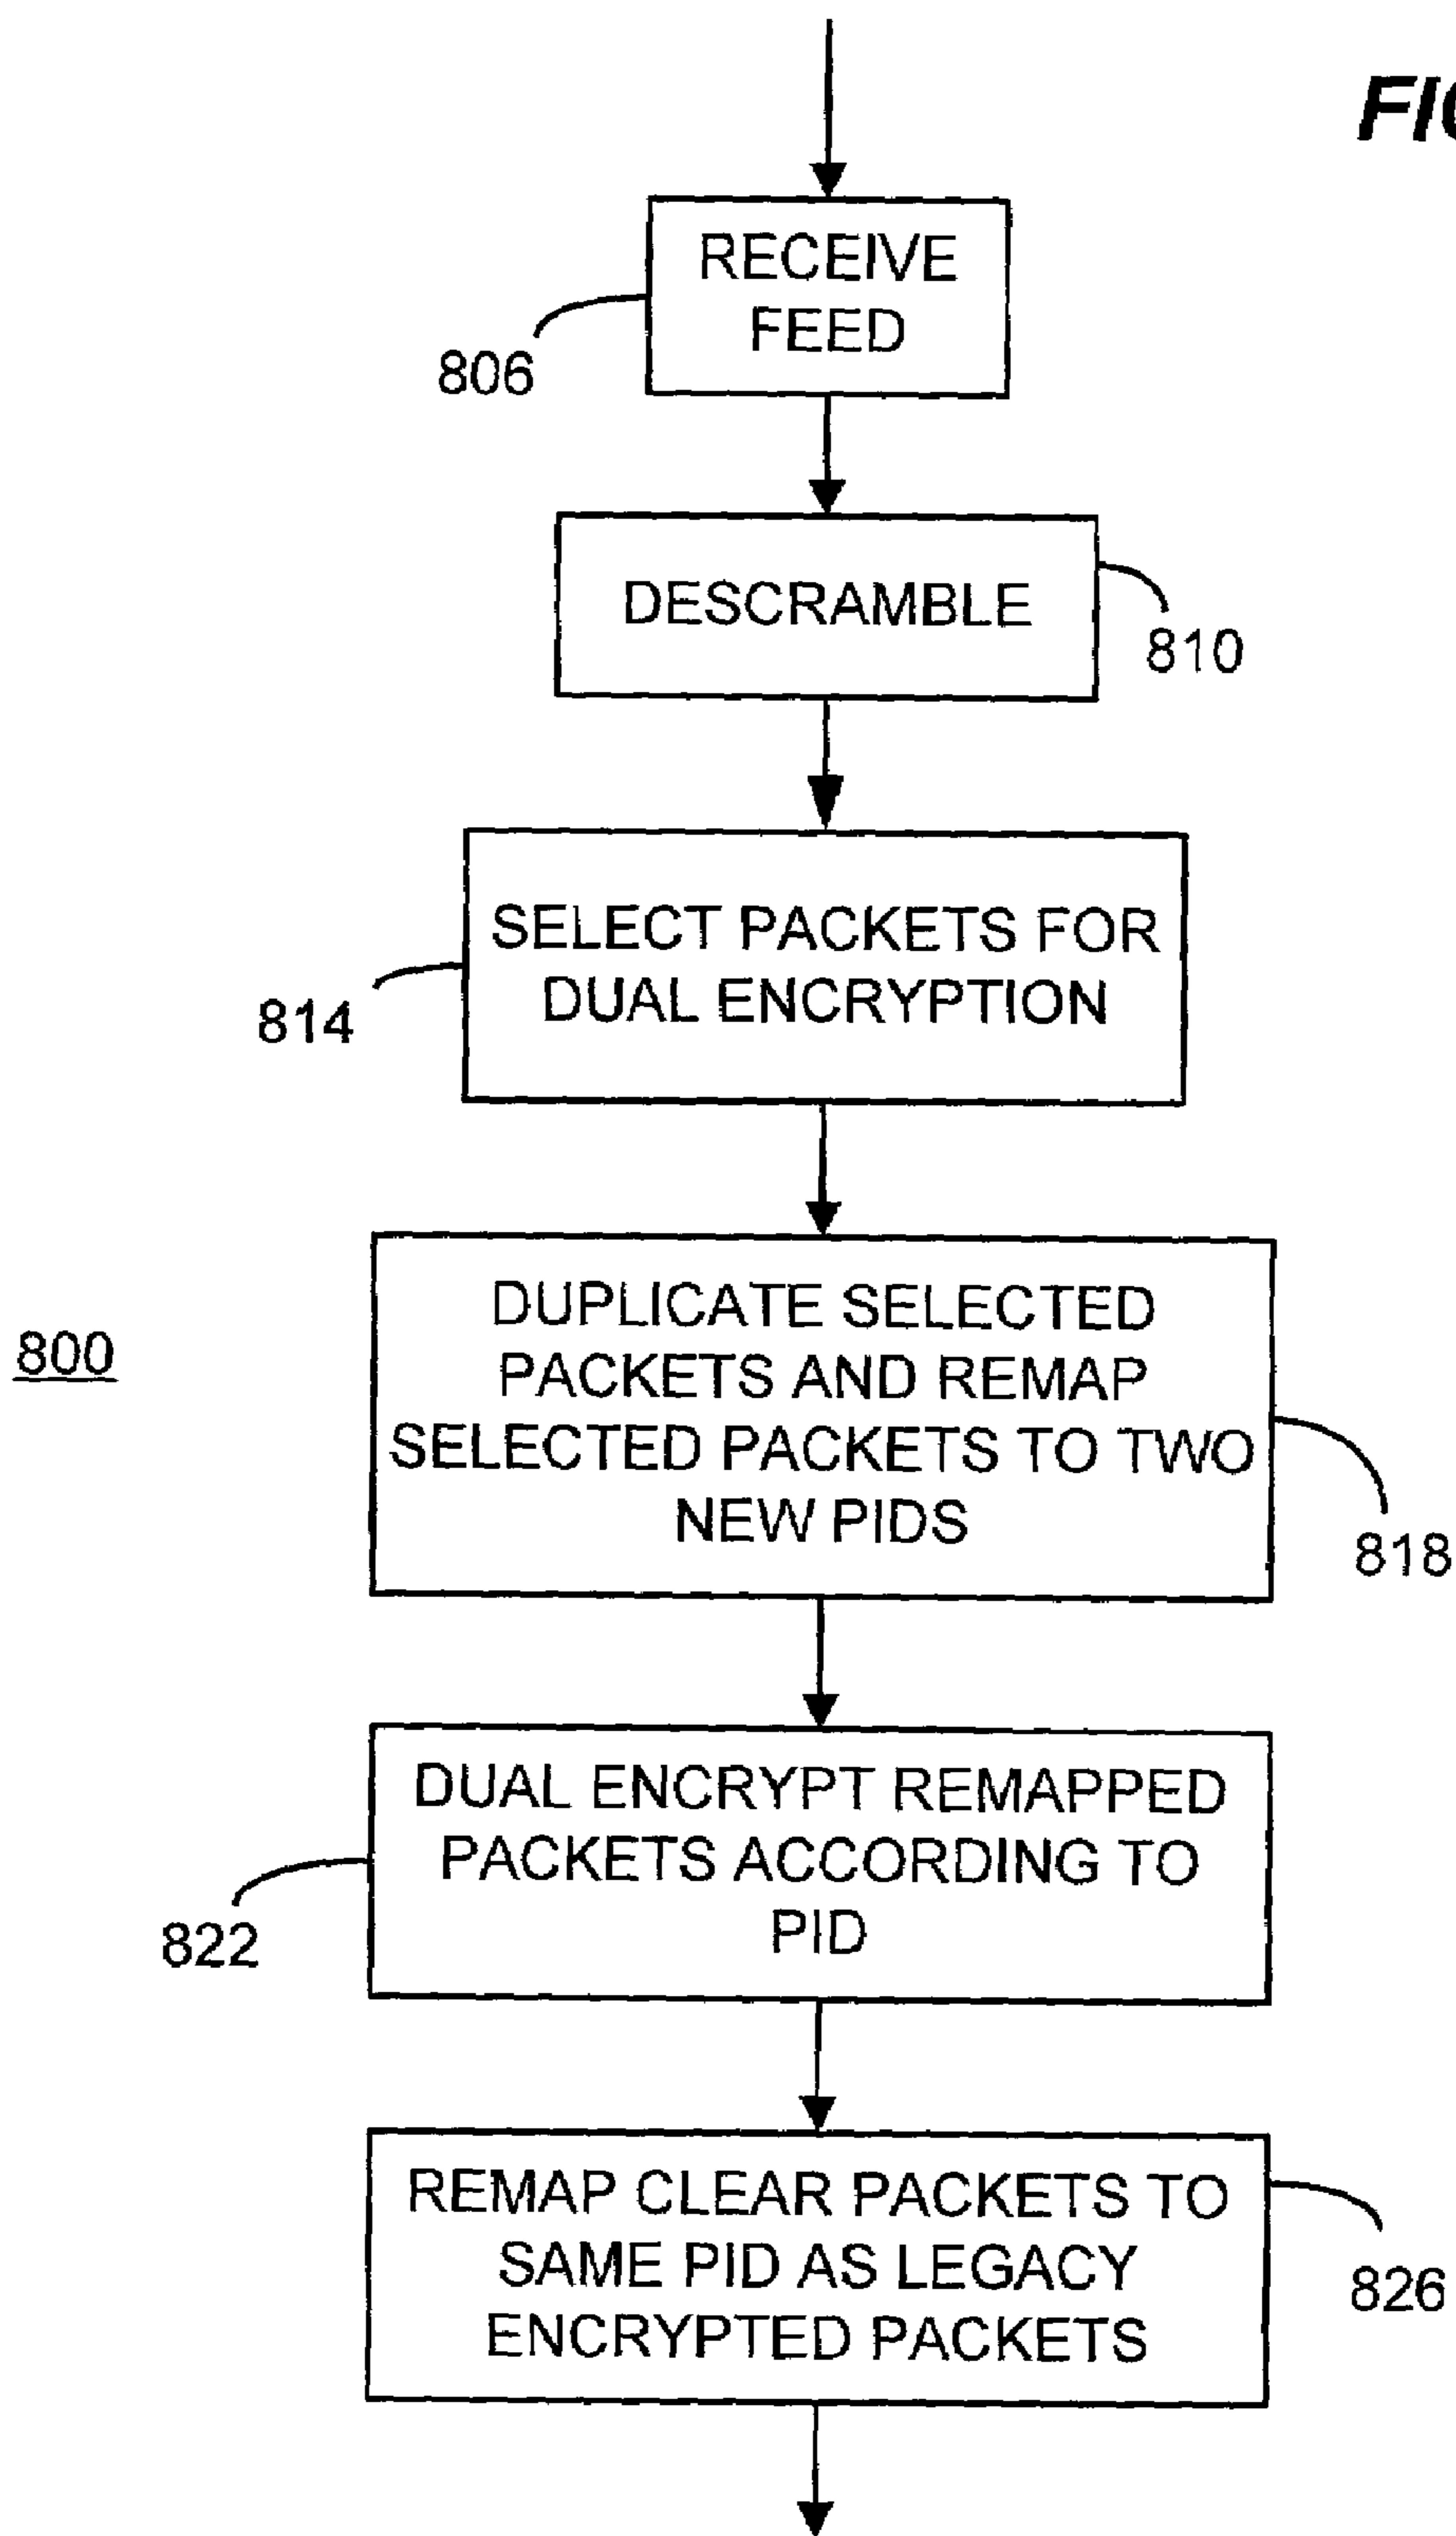 RECEIVE
FEED
806
DESCRAMBLE
810
SELECT PACKETS FOR
DUAL ENCRYPTION
814
DUPLICATE SELECTED
PACKETS AND REMAP
SELECTED PACKETS TO TWO
NEW PIDS
800
818
DUAL ENCRYPT REMAPPED
PACKETS ACCORDING TO
PID
822
REMAP CLEAR PACKETS TO
SAME PID AS LEGACY
ENCRYPTED PACKETS
826